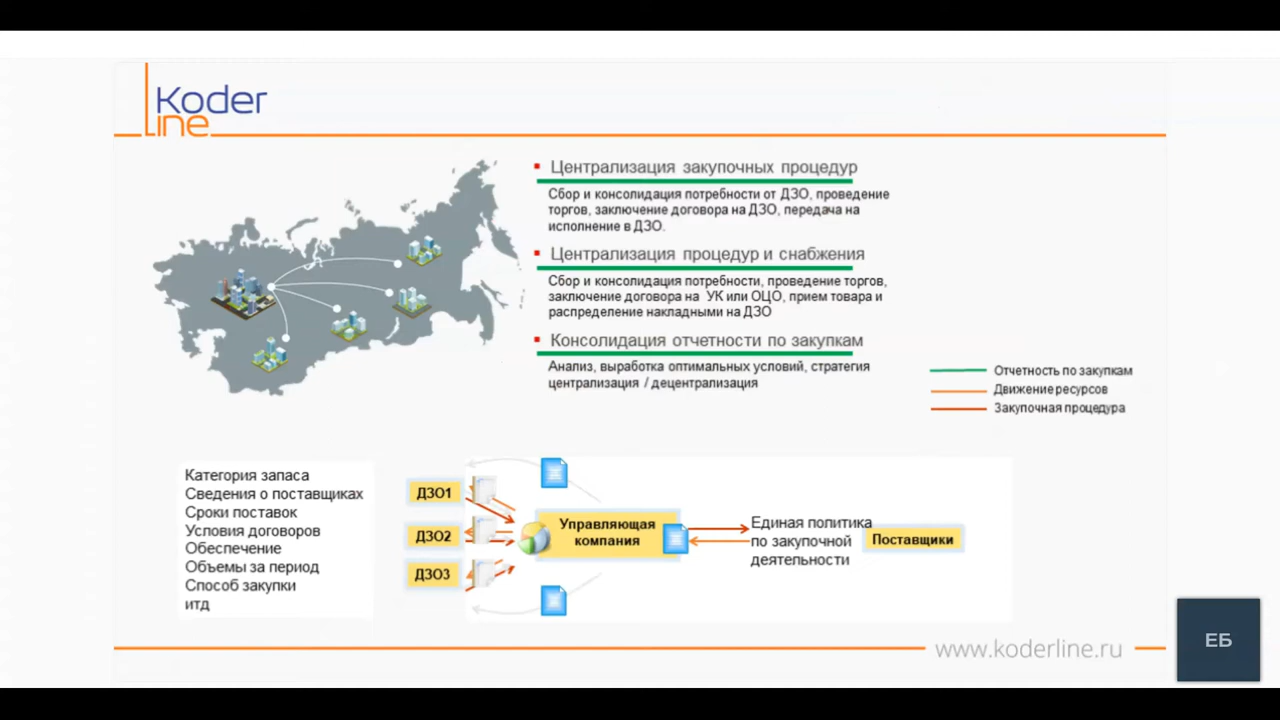 Koder
Line
Централизация закупочных процедур
Сбор и консолидация потребности от ДЗО, проведение
торгов, заключение договора на ДЗО, передача на
исполнение в ДЗО.
Централизация процедур и снабжения
Сбор и консолидация потребности, проведение торгов,
заключение договора на УК или ОЦО, прием товара и
распределение накладными на ДЗО
Консолидация отчетности по закупкам
Анализ, выработка оптимальных условий, стратегия
централизация / децентрализация
Отчетность по закупкам
Движение ресурсов
Закупочная процедура
Категория запаса
Сведения о поставщиках
Сроки поставок
Условия договоров
Обеспечение
Объемы за период
Способ закупки
итд
ДЗО1
ДЗО2
ДЗО3
Управляющая
компания
Единая политика
по закупочной
деятельности
Поставщики
www.koderline.ru
ЕБ